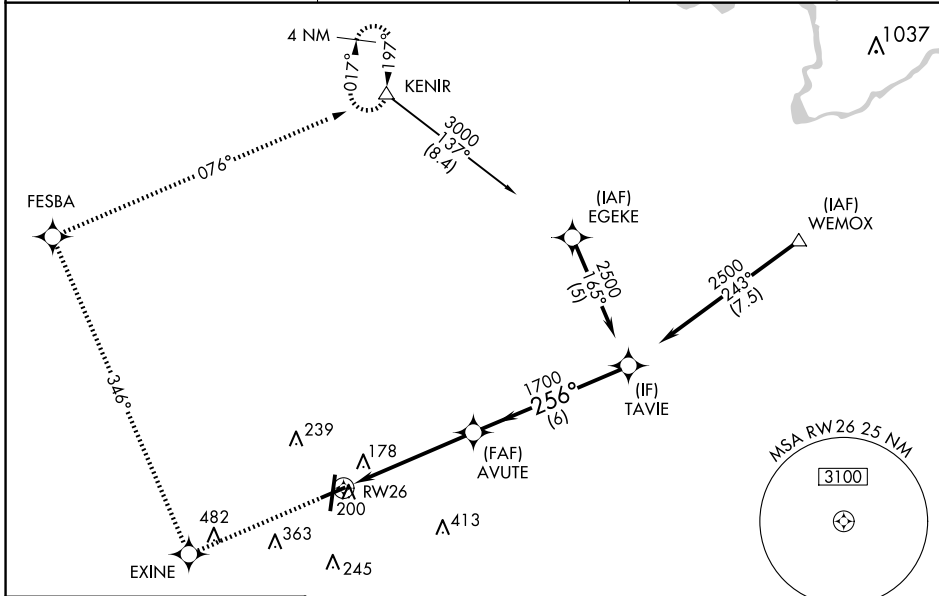 1037
4 NM
017°
197°
KENIR
3000
137°
(8.4)
076°
FESBA
(IAF)
EGEKE
(IAF)
WEMOX
2500
165°
(5)
2500
243°
(7.5)
346°
1700
256°
(6)
(IF)
TAVIE
(FAF)
AVUTE
239
178
RW26
200
482
363
413
245
EXINE
MSA RW26 25 NM
3100